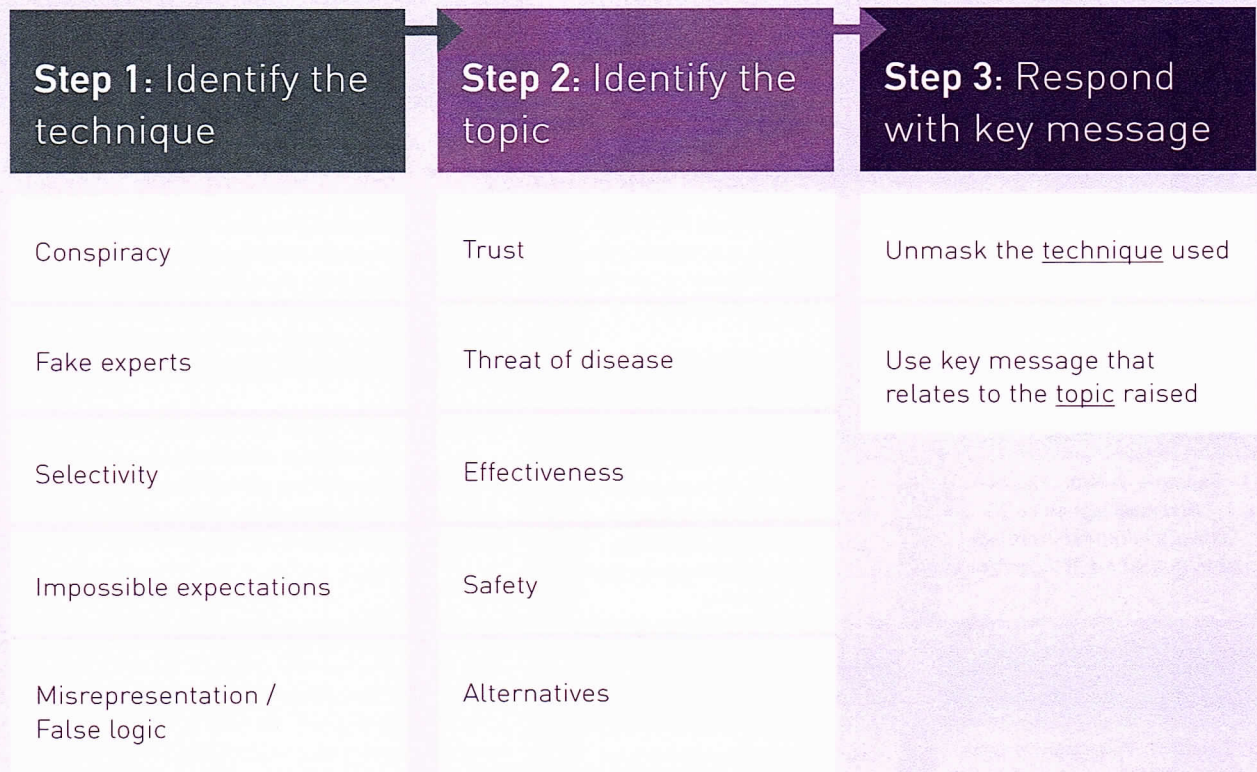 Step 1: Identify the
technique
Conspiracy
Fake experts
Selectivity
Impossible expectations
Misrepresentation /
False logic
Step 2: Identify the
topic
Trust
Threat of disease
Effectiveness
Safety
Alternatives
Step 3: Respond
with key message
Unmask the technique used
Use key message that
relates to the topic raised